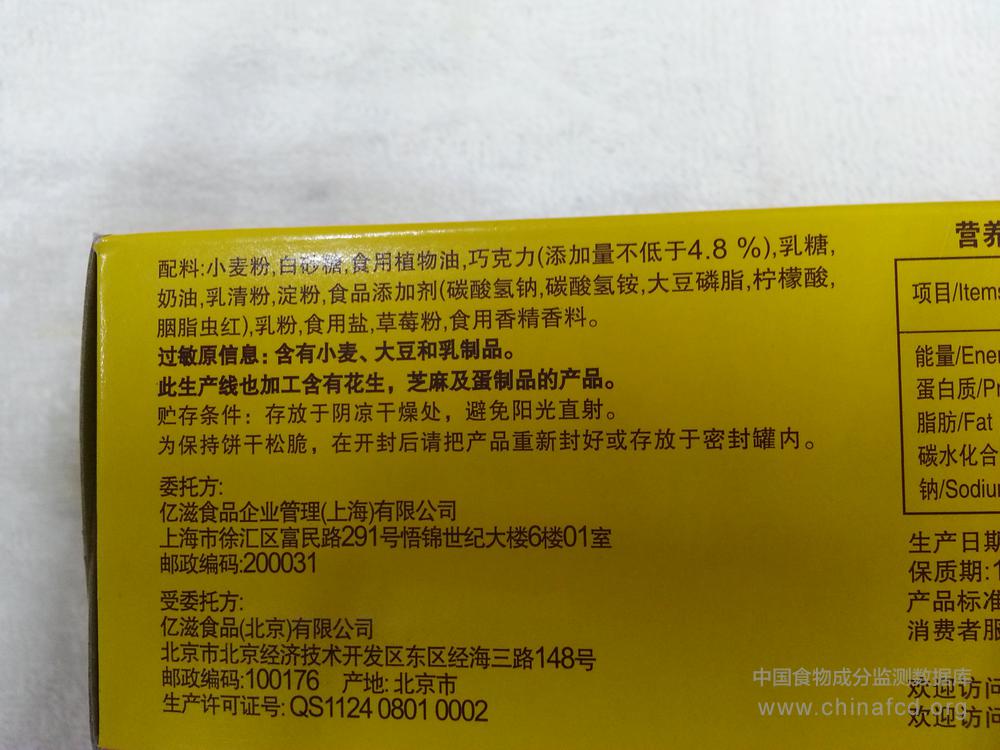 配料:小麦粉,白砂糖,食用植物油,巧克力(添加量不低于4.8 %),乳糖,
奶油,乳清粉,淀粉,食品添加剂(碳酸氢钠,碳酸氢铵,大豆磷脂,柠檬酸,
胭脂虫红),乳粉,食用盐,草莓粉,食用香精香料。
过敏原信息：含有小麦、大豆和乳制品。
此生产线也加工含有花生，芝麻及蛋制品的产品。
贮存条件：存放于阴凉干燥处，避免阳光直射。
为保持饼干松脆，在开封后请把产品重新封好或存放于密封罐内。
委托方:
亿滋食品企业管理(上海)有限公司
上海市徐汇区富民路291号悟锦世纪大楼6楼01室
邮政编码:200031
受委托方:
亿滋食品(北京)有限公司
北京市北京经济技术开发区东区经海三路148号
邮政编码:100176 产地: 北京市
生产许可证号: QS1124 0801 0002
营养
项目/Items
能量/Ener
蛋白质/Pr
脂肪/Fat
碳水化合
钠/Sodiu
生产日期
保质期:1
产品标准
消费者服
欢迎访问
欢迎访问
中国食物成分监测数据库
www.chinafcd.org